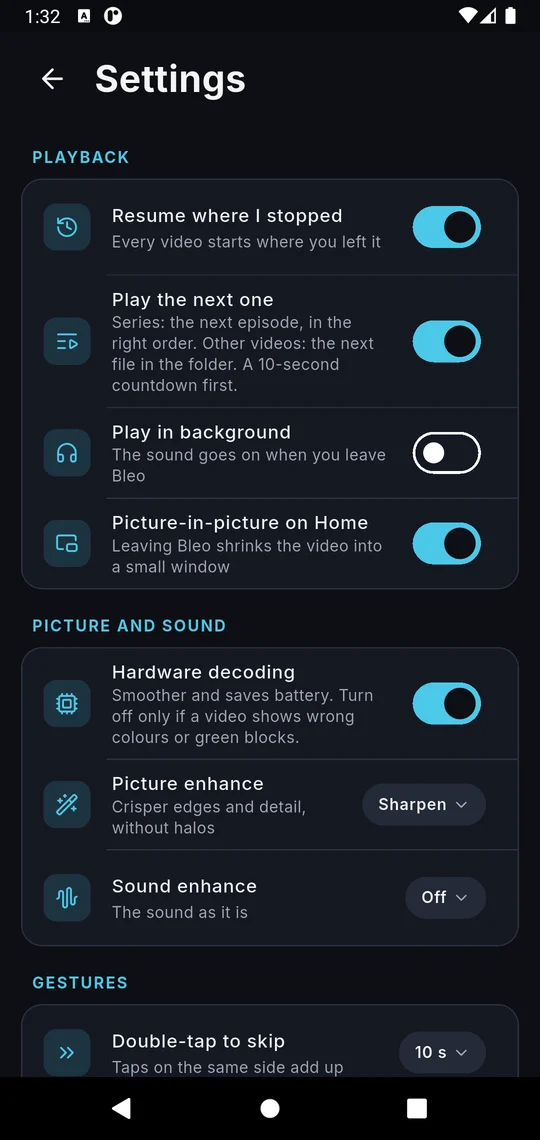 1:32
Settings
PLAYBACK
Resume where I stopped
Every video starts where you left it
Play the next one
Series: the next episode, in the
right order. Other videos: the next
file in the folder. A 10-second
countdown first.
Play in background
The sound goes on when you leave
Bleo
Picture-in-picture on Home
Leaving Bleo shrinks the video into
a small window
PICTURE AND SOUND
Hardware decoding
Smoother and saves battery. Turn
off only if a video shows wrong
colours or green blocks.
Picture enhance
Crisper edges and detail,
without halos
Sharpen
Sound enhance
The sound as it is
Off
GESTURES
Double-tap to skip
Taps on the same side add up
10 s